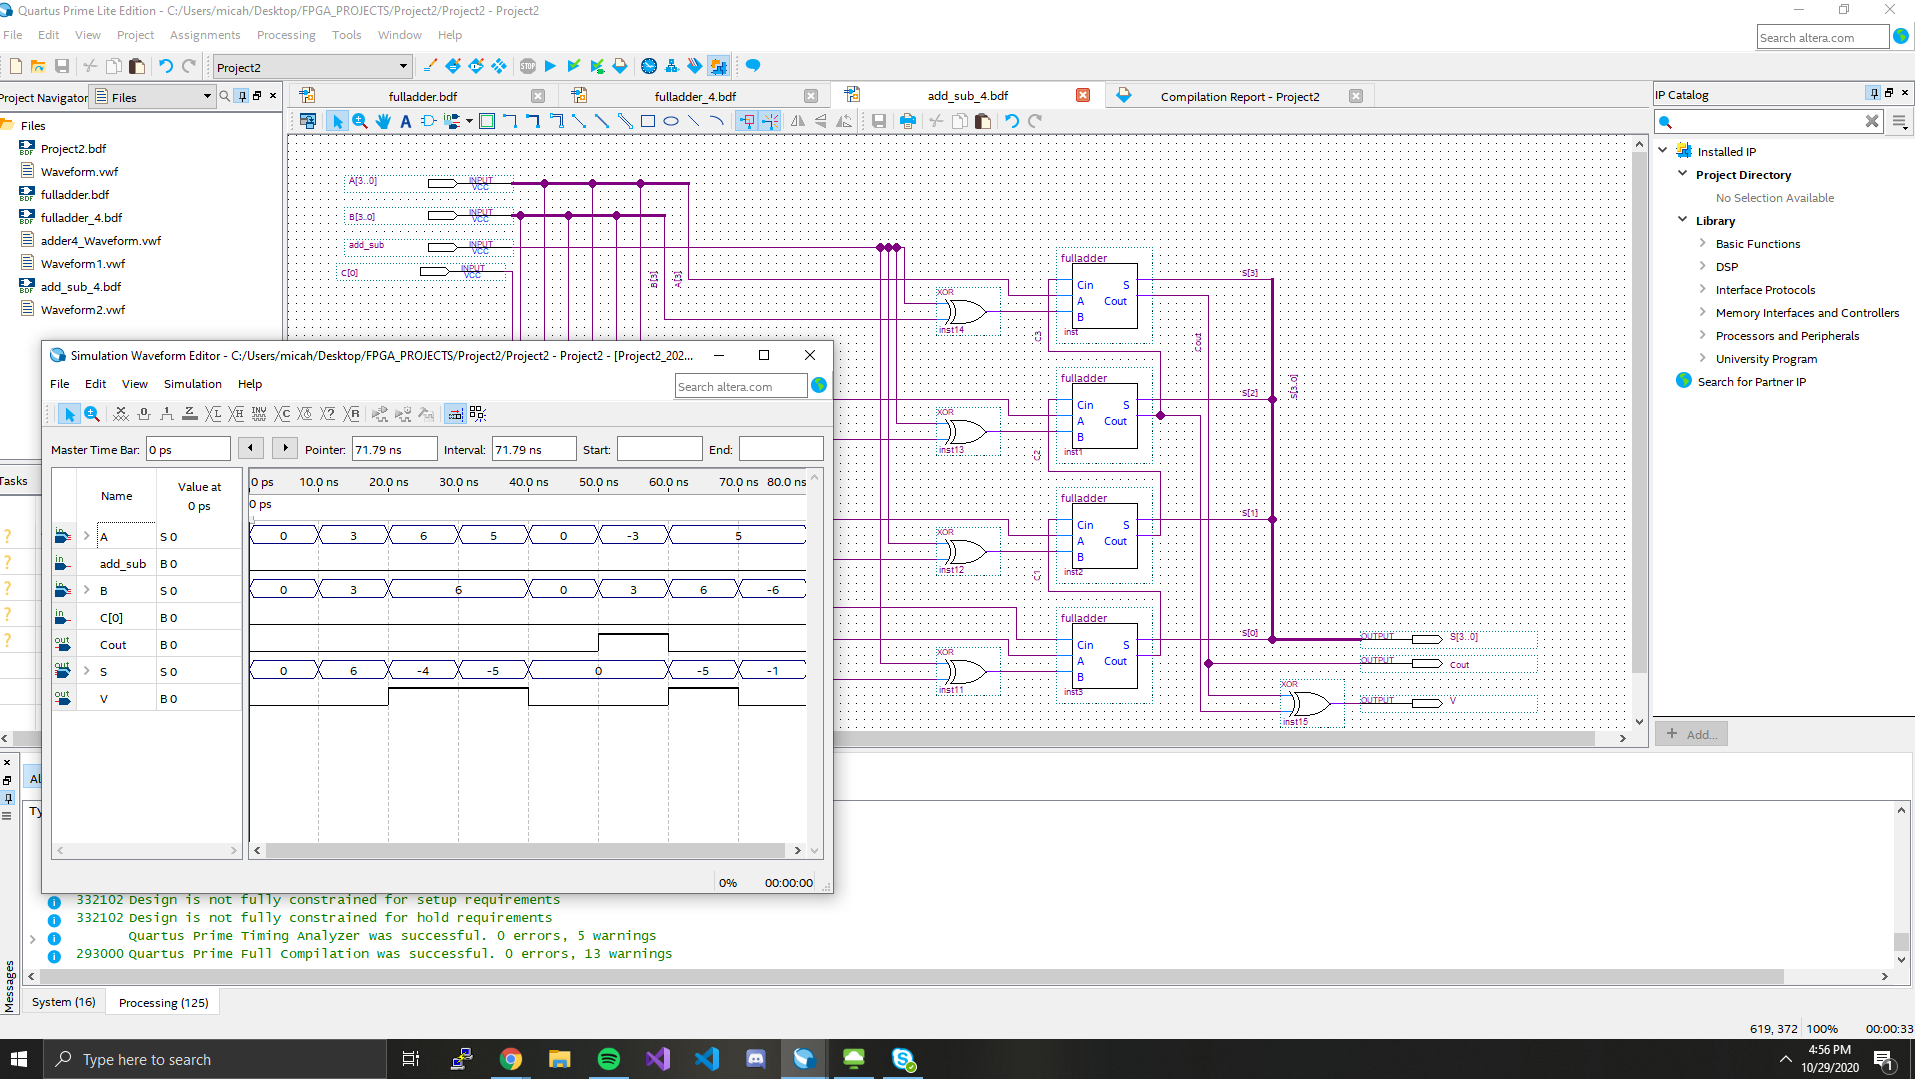 Quartus Prime Lite Edition - C:/Users/micah/Desktop/FPGA_PROJECTS/Project2/Project2 - Project2
File Edit View Project Assignments Processing Tools Window Help
Search altera.com
Project2
Project Navigator Files
fulladder.bdf
fulladder_4.bdf
add_sub_4.bdf
Compilation Report - Project2
IP Catalog
Files
Project2.bdf
Waveform.vwf
fulladder.bdf
fulladder_4.bdf
adder4_Waveform.vwf
Waveform1.vwf
add_sub_4.bdf
Waveform2.vwf
A[3..0] INPUT VCC
B[3..0] INPUT VCC
add_sub INPUT VCC
C[0] INPUT VCC
B[3]
A[3]
XOR
inst14
fulladder
Cin S
A Cout
B
inst
S[3]
C3
Cout
XOR
inst13
fulladder
Cin S
A Cout
B
inst1
S[2]
S[3..0]
C2
XOR
inst12
fulladder
Cin S
A Cout
B
inst2
S[1]
C1
XOR
inst11
fulladder
Cin S
A Cout
B
inst3
S[0]
OUTPUT S[3..0]
OUTPUT Cout
XOR
inst15
OUTPUT V
Installed IP
Project Directory
No Selection Available
Library
Basic Functions
DSP
Interface Protocols
Memory Interfaces and Controllers
Processors and Peripherals
University Program
Search for Partner IP
+ Add...
Tasks
Simulation Waveform Editor - C:/Users/micah/Desktop/FPGA_PROJECTS/Project2/Project2 - Project2 - [Project2_202...
File Edit View Simulation Help
Search altera.com
Master Time Bar: 0 ps Pointer: 71.79 ns Interval: 71.79 ns Start: End:
Name Value at 0 ps
0 ps 10.0 ns 20.0 ns 30.0 ns 40.0 ns 50.0 ns 60.0 ns 70.0 ns 80.0 ns
0 ps
A S 0 0 3 6 5 0 -3 5
add_sub B 0
B S 0 0 3 6 0 3 6 -6
C[0] B 0
Cout B 0
S S 0 0 6 -4 -5 0 -5 -1
V B 0
0% 00:00:00
Al
Ty
332102 Design is not fully constrained for setup requirements
332102 Design is not fully constrained for hold requirements
Quartus Prime Timing Analyzer was successful. 0 errors, 5 warnings
293000 Quartus Prime Full Compilation was successful. 0 errors, 13 warnings
Messages
System (16) Processing (125)
619, 372 100% 00:00:33
Type here to search
4:56 PM
10/29/2020
1